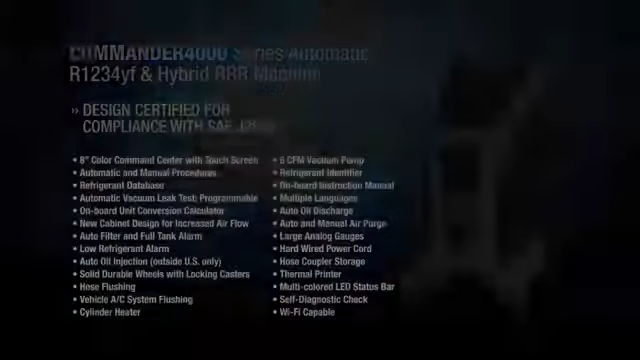 COMMANDER4000 Series Automatic
R1234yf & Hybrid RRR Machine
» DESIGN CERTIFIED FOR
COMPLIANCE WITH SAE
• 8" Color Command Center with Touch Screen
• Automatic and Manual Procedures
• Refrigerant Database
• Automatic Vacuum Leak Test; Programmable
• On-board Unit Conversion Calculator
• New Cabinet Design for Increased Air Flow
• Auto Filter and Full Tank Alarm
• Low Refrigerant Alarm
• Auto Oil Injection (outside U.S. only)
• Solid Durable Wheels with Locking Casters
• Hose Flushing
• Vehicle A/C System Flushing
• Cylinder Heater
• 6 CFM Vacuum Pump
• Refrigerant Identifier
• On-board Instruction Manual
• Multiple Languages
• Auto Oil Discharge
• Auto and Manual Air Purge
• Large Analog Gauges
• Hard Wired Power Cord
• Hose Coupler Storage
• Thermal Printer
• Multi-colored LED Status Bar
• Self-Diagnostic Check
• Wi-Fi Capable